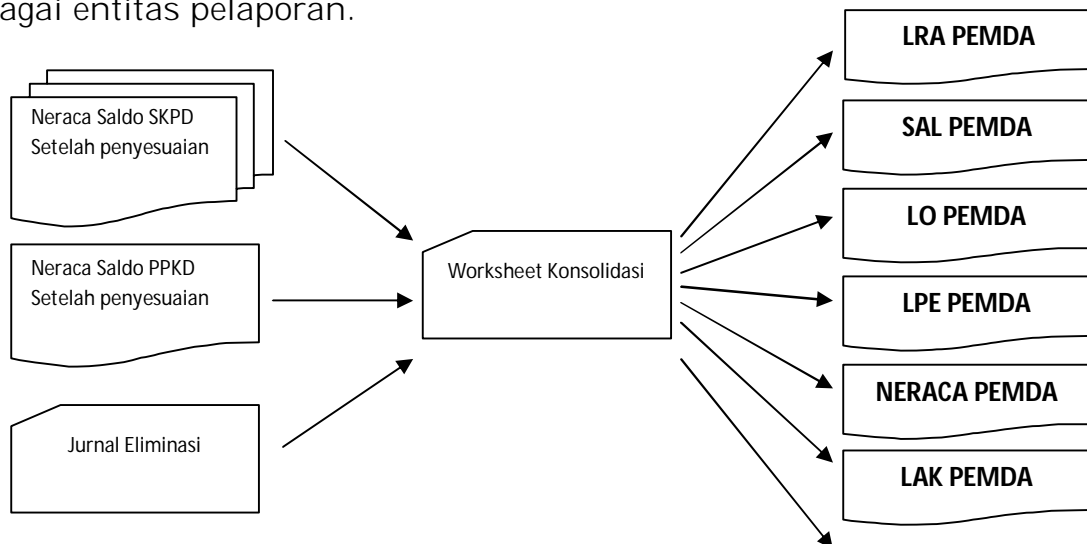 agai entitas pelaporan.
Neraca Saldo SKPD
Setelah penyesuaian
Neraca Saldo PPKD
Setelah penyesuaian
Jurnal Eliminasi
Worksheet Konsolidasi
LRA PEMDA
SAL PEMDA
LO PEMDA
LPE PEMDA
NERACA PEMDA
LAK PEMDA